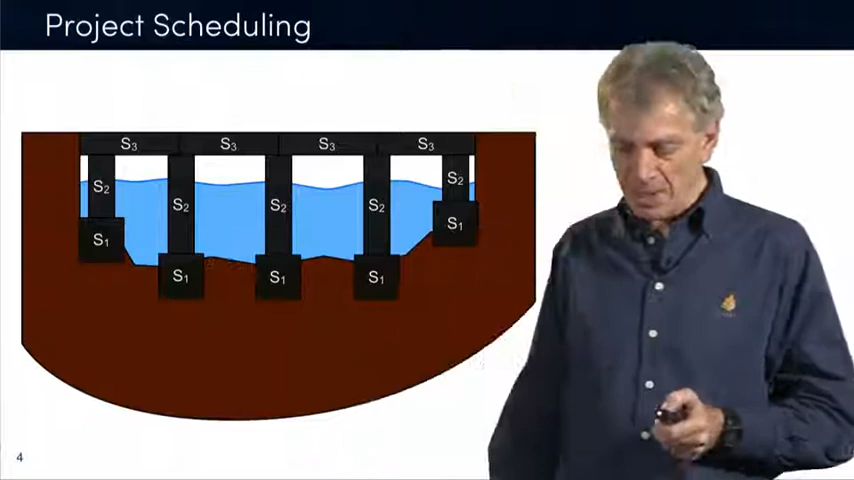 Project Scheduling
S₃ S₃ S₃ S₃
S₂ S₂ S₂ S₂ S₂
S₁ S₁ S₁ S₁ S₁
4